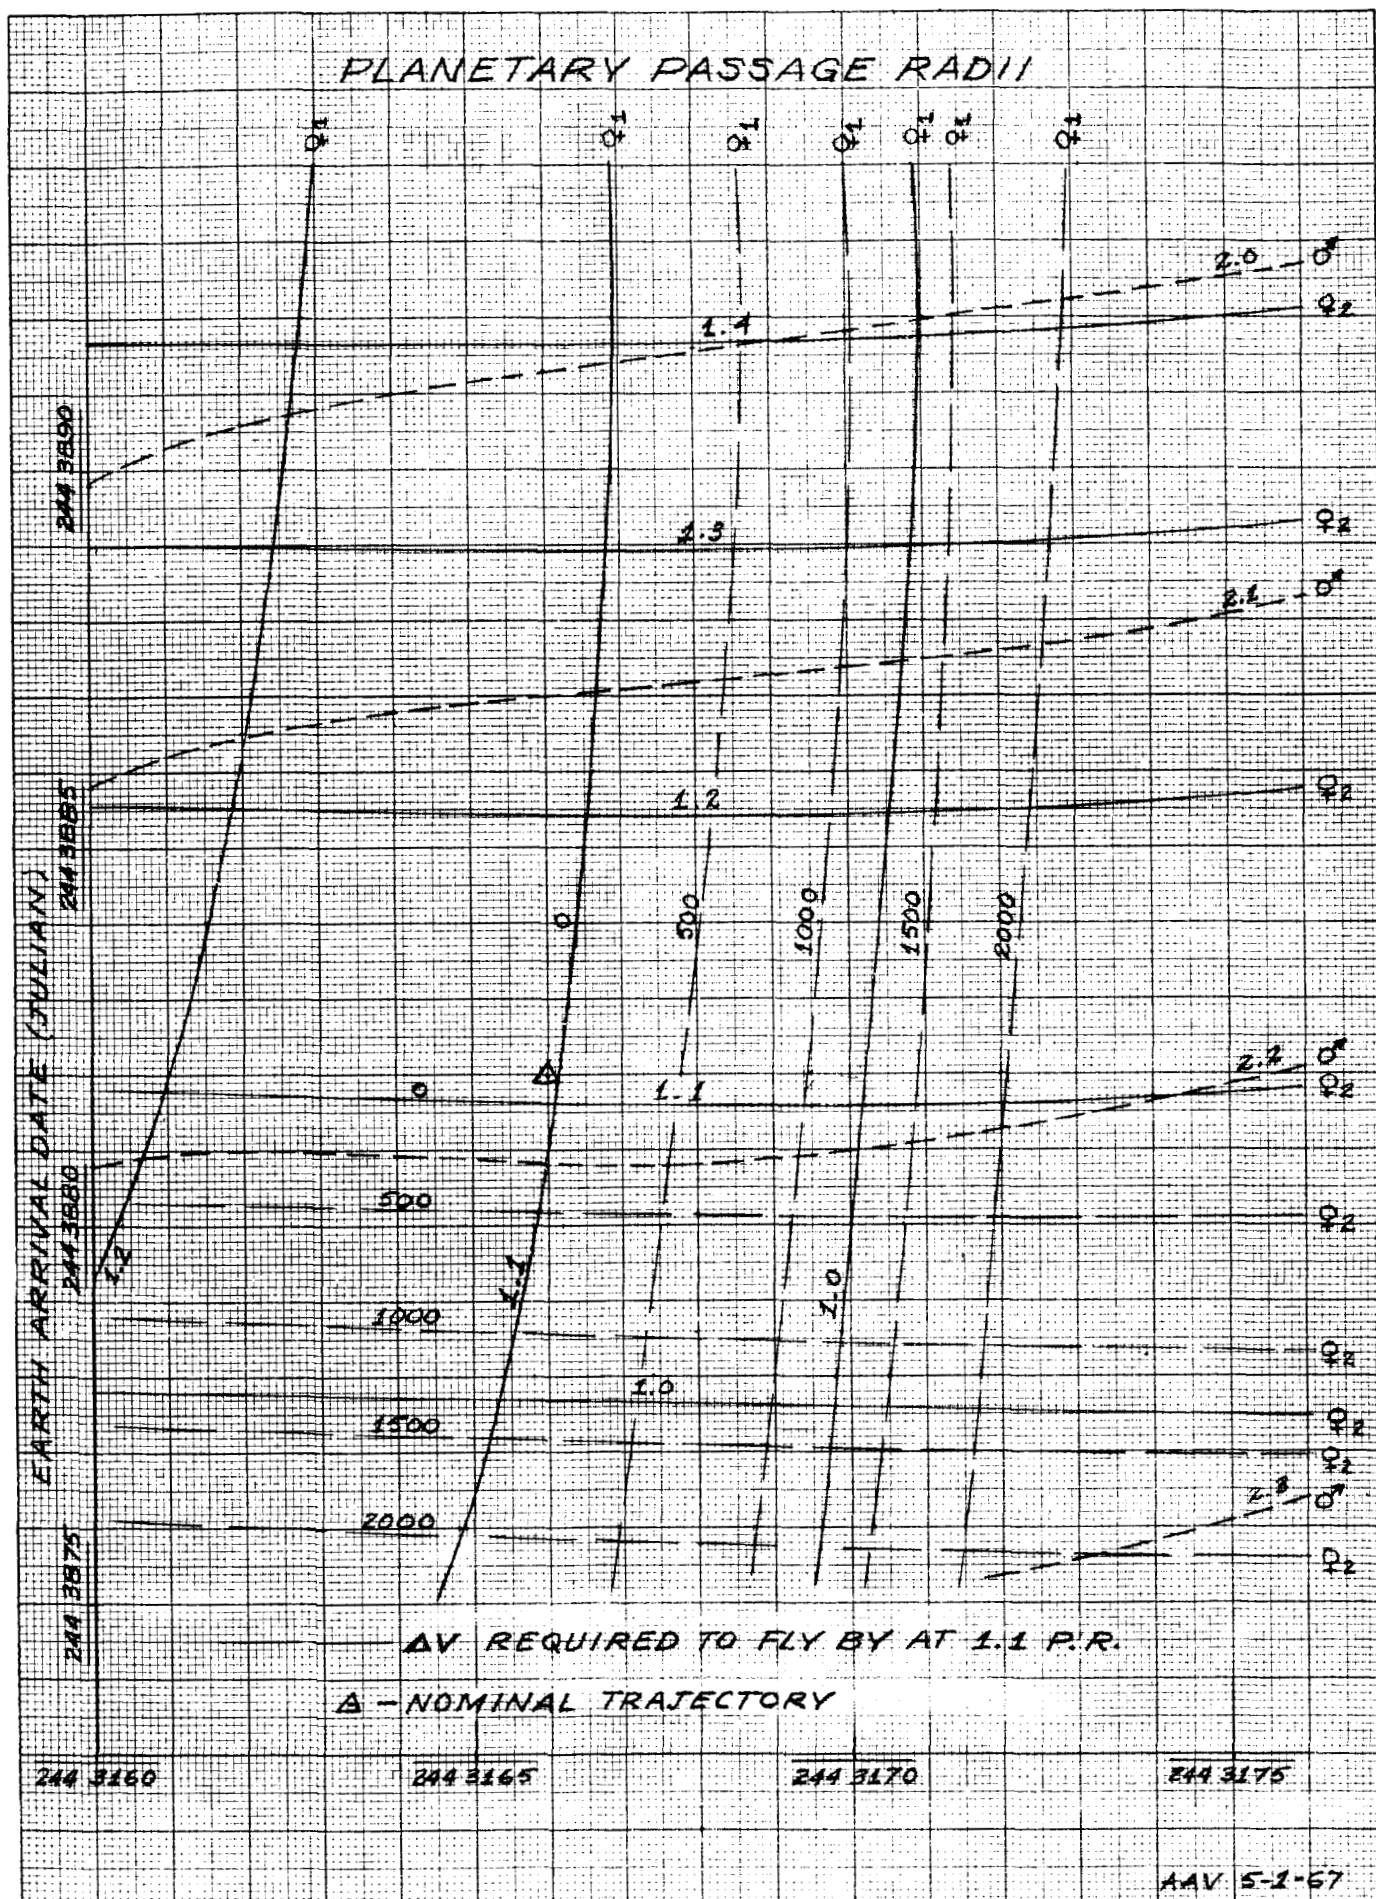 PLANETARY PASSAGE RADII
♀1 ♀1 ♀1 ♀1 ♀1 ♀1 ♀1
2.0 ♂
♀2
1.4
244 3890
1.3 ♀2
2.1 ♂
244 3885
1.2 ♀2
0 500 1000 1500 2000
EARTH ARRIVAL DATE (JULIAN)
2.2 ♂
0 1.1 ♀2
244 3880
500 ♀2
1.2 1.1 1.0
1000 ♀2
1.0 ♀2
1500 ♀2
2.3 ♂
2000 ♀2
244 3875
ΔV REQUIRED TO FLY BY AT 1.1 P.R.
△ - NOMINAL TRAJECTORY
244 3160 244 3165 244 3170 244 3175
AAV 5-1-67